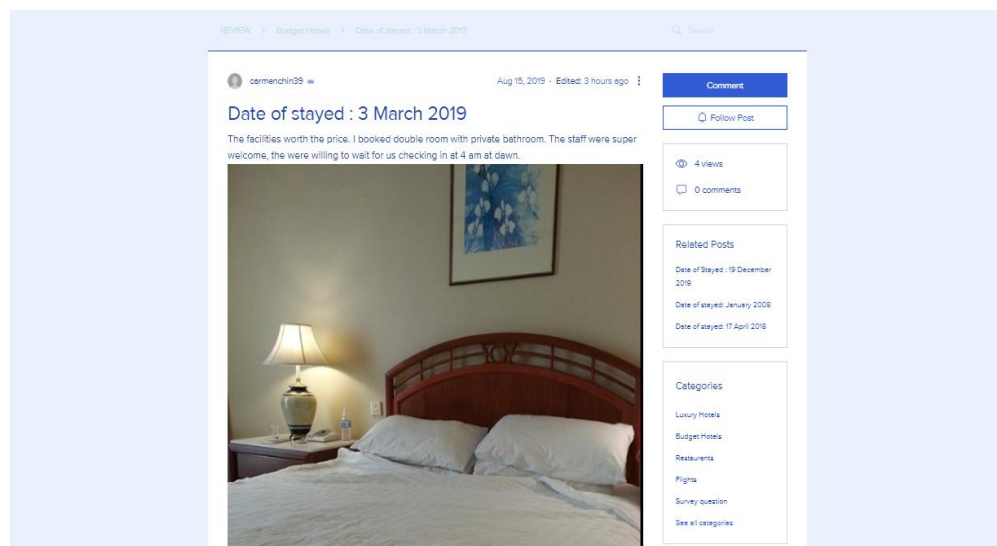 REVIEW > Budget Hotels > Date of stayed : 3 March 2019
Search
carmenchin39
Aug 15, 2019 · Edited: 3 hours ago
Date of stayed : 3 March 2019
The facilities worth the price. I booked double room with private bathroom. The staff were super
welcome, the were willing to wait for us checking in at 4 am at dawn.
Comment
Follow Post
4 views
0 comments
Related Posts
Date of Stayed : 19 December
2019
Date of stayed: January 2008
Date of stayed: 17 April 2018
Categories
Luxury Hotels
Budget Hotels
Restaurants
Flights
Survey question
See all categories